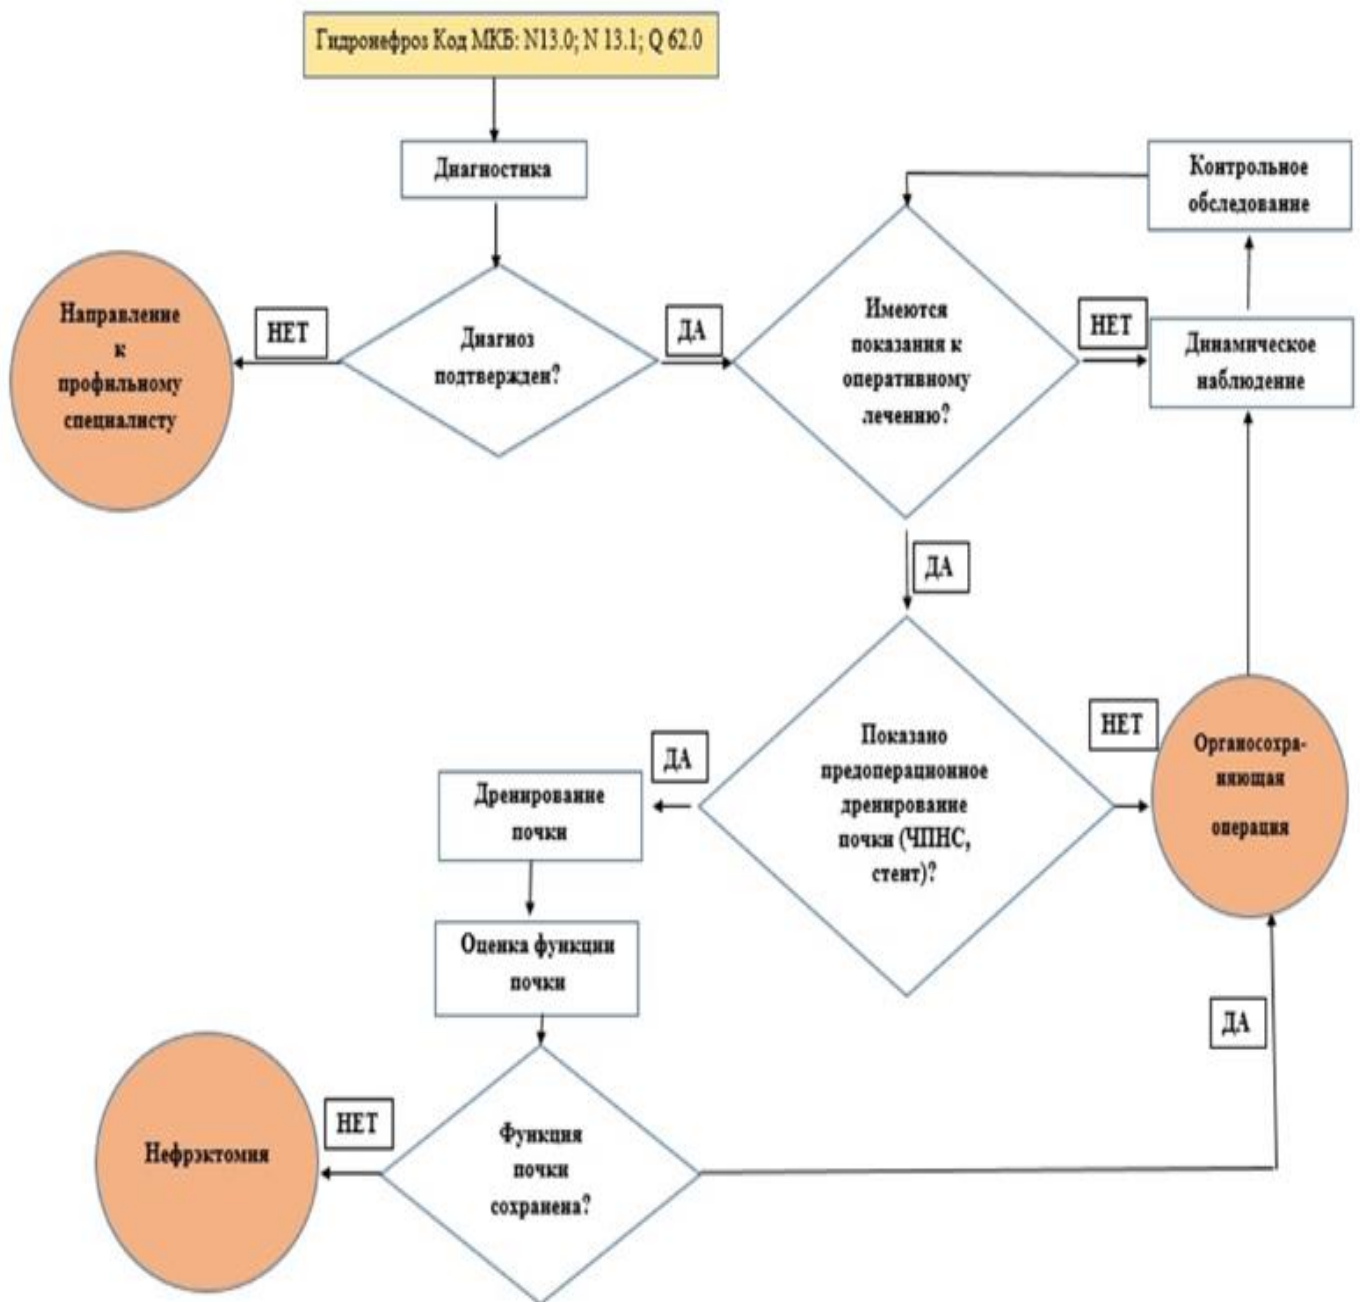 Гидронефроз Код МКБ: N13.0; N 13.1; Q 62.0
Диагностика
Контрольное
обследование
Направление
к
профильному
специалисту
НЕТ
Диагноз
подтвержден?
ДА
Имеются
показания к
оперативному
лечению?
НЕТ
Динамическое
наблюдение
ДА
Показано
предоперационное
дренирование
почки (ЧПНС,
стент)?
ДА
НЕТ
Органосохра-
няющая
операция
Дренирование
почки
Оценка функции
почки
ДА
Нефрэктомия
НЕТ
Функция
почки
сохранена?